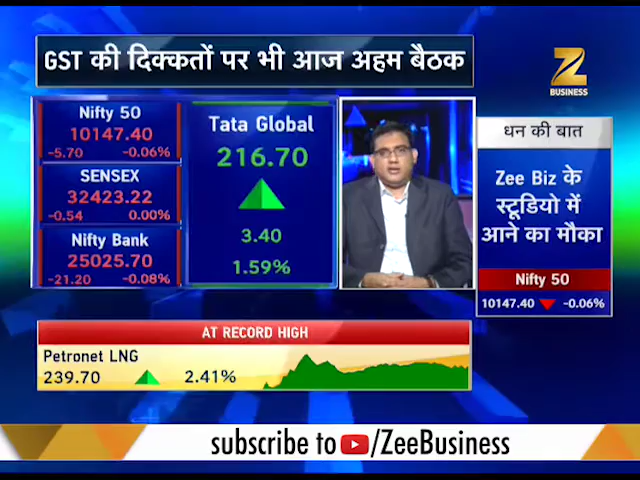 GST की दिक्कतों पर भी आज अहम बैठक
Z
BUSINESS
Nifty 50
10147.40
-5.70 -0.06%
SENSEX
32423.22
-0.54 0.00%
Nifty Bank
25025.70
-21.20 -0.08%
Tata Global
216.70
3.40
1.59%
धन की बात
Zee Biz के
स्टूडियो में
आने का मौका
Nifty 50
10147.40 -0.06%
AT RECORD HIGH
Petronet LNG
239.70 2.41%
subscribe to /ZeeBusiness